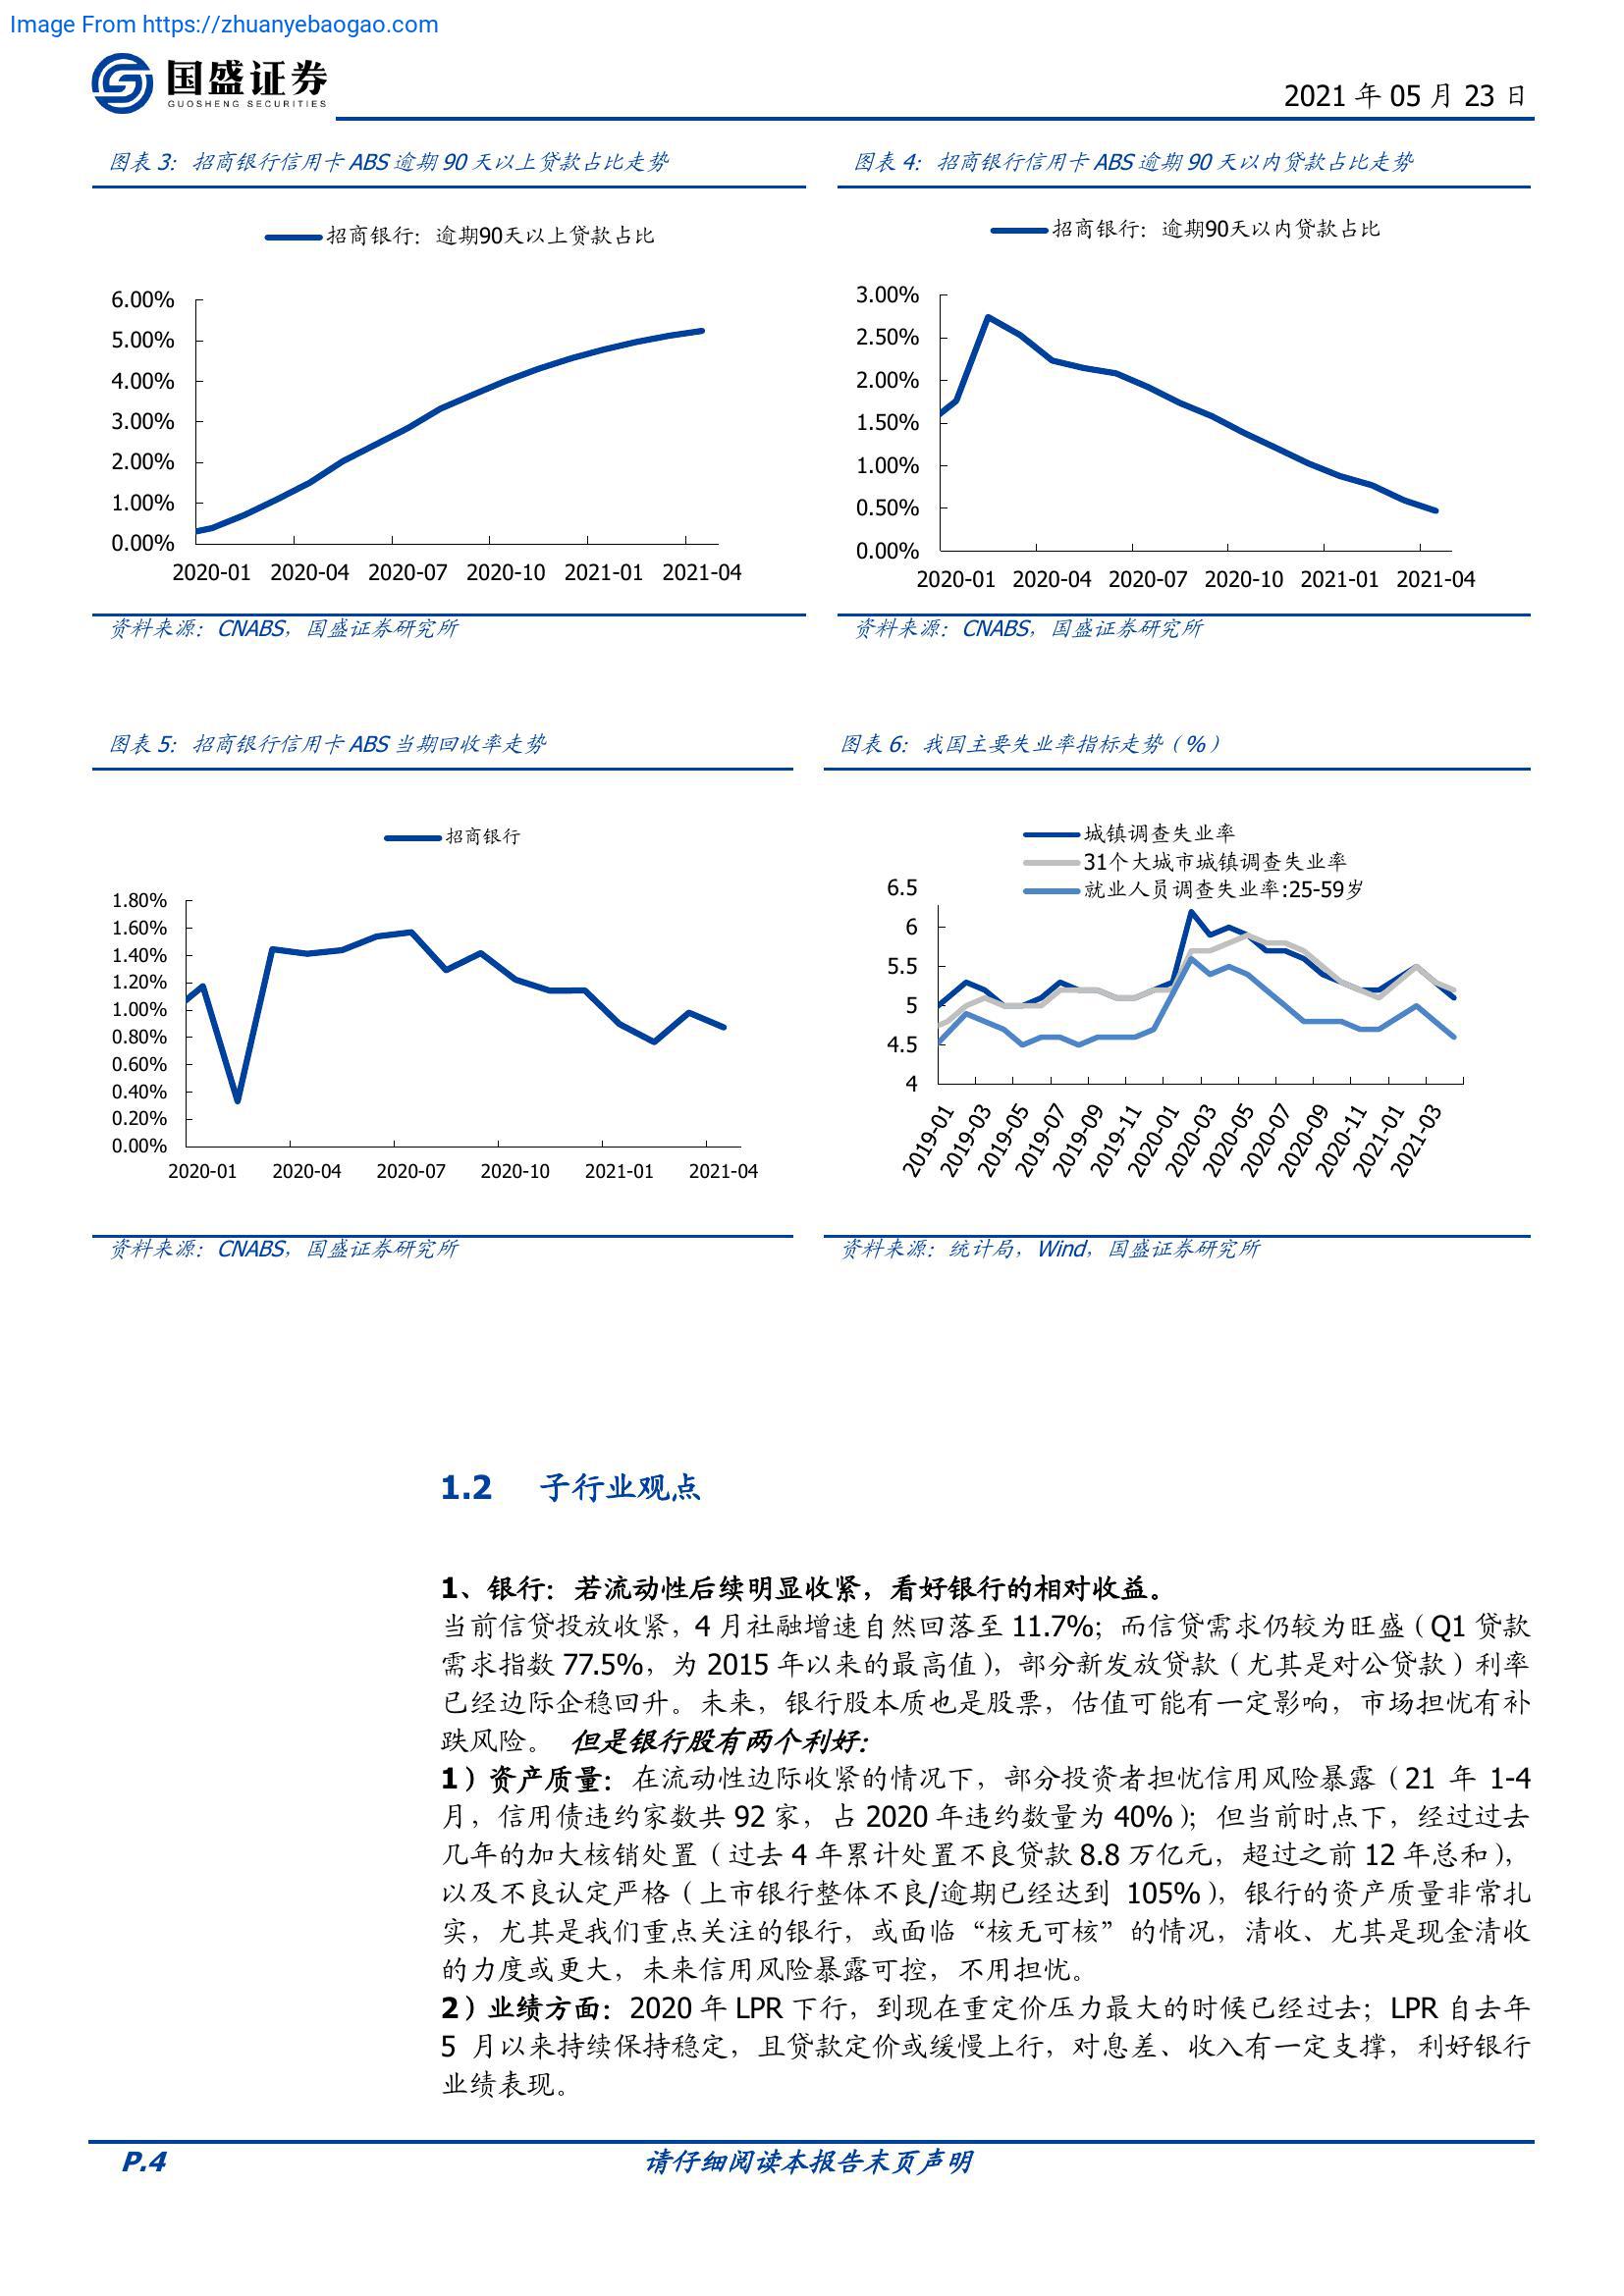 Image From https://zhuanyebaogao.com
国盛证券
GUOSHENG SECURITIES
2021 年 05 月 23 日
图表 3：招商银行信用卡 ABS 逾期 90 天以上贷款占比走势
招商银行：逾期90天以上贷款占比
6.00%
5.00%
4.00%
3.00%
2.00%
1.00%
0.00%
2020-01 2020-04 2020-07 2020-10 2021-01 2021-04
资料来源：CNABS，国盛证券研究所
图表 4：招商银行信用卡 ABS 逾期 90 天以内贷款占比走势
招商银行：逾期90天以内贷款占比
3.00%
2.50%
2.00%
1.50%
1.00%
0.50%
0.00%
2020-01 2020-04 2020-07 2020-10 2021-01 2021-04
资料来源：CNABS，国盛证券研究所
图表 5：招商银行信用卡 ABS 当期回收率走势
招商银行
1.80%
1.60%
1.40%
1.20%
1.00%
0.80%
0.60%
0.40%
0.20%
0.00%
2020-01 2020-04 2020-07 2020-10 2021-01 2021-04
资料来源：CNABS，国盛证券研究所
图表 6：我国主要失业率指标走势（%）
城镇调查失业率
31个大城市城镇调查失业率
就业人员调查失业率:25-59岁
6.5
6
5.5
5
4.5
4
2019-01 2019-03 2019-05 2019-07 2019-09 2019-11 2020-01 2020-03 2020-05 2020-07 2020-09 2020-11 2021-01 2021-03
资料来源：统计局，Wind，国盛证券研究所
1.2 子行业观点
1、银行：若流动性后续明显收紧，看好银行的相对收益。
当前信贷投放收紧，4 月社融增速自然回落至 11.7%；而信贷需求仍较为旺盛（Q1 贷款
需求指数 77.5%，为 2015 年以来的最高值），部分新发放贷款（尤其是对公贷款）利率
已经边际企稳回升。未来，银行股本质也是股票，估值可能有一定影响，市场担忧有补
跌风险。 但是银行股有两个利好：
1）资产质量：在流动性边际收紧的情况下，部分投资者担忧信用风险暴露（21 年 1-4
月，信用债违约家数共 92 家，占 2020 年违约数量为 40%）；但当前时点下，经过过去
几年的加大核销处置（过去 4 年累计处置不良贷款 8.8 万亿元，超过之前 12 年总和），
以及不良认定严格（上市银行整体不良/逾期已经达到 105%），银行的资产质量非常扎
实，尤其是我们重点关注的银行，或面临“核无可核”的情况，清收、尤其是现金清收
的力度或更大，未来信用风险暴露可控，不用担忧。
2）业绩方面：2020 年 LPR 下行，到现在重定价压力最大的时候已经过去；LPR 自去年
5 月以来持续保持稳定，且贷款定价或缓慢上行，对息差、收入有一定支撑，利好银行
业绩表现。
P.4
请仔细阅读本报告末页声明